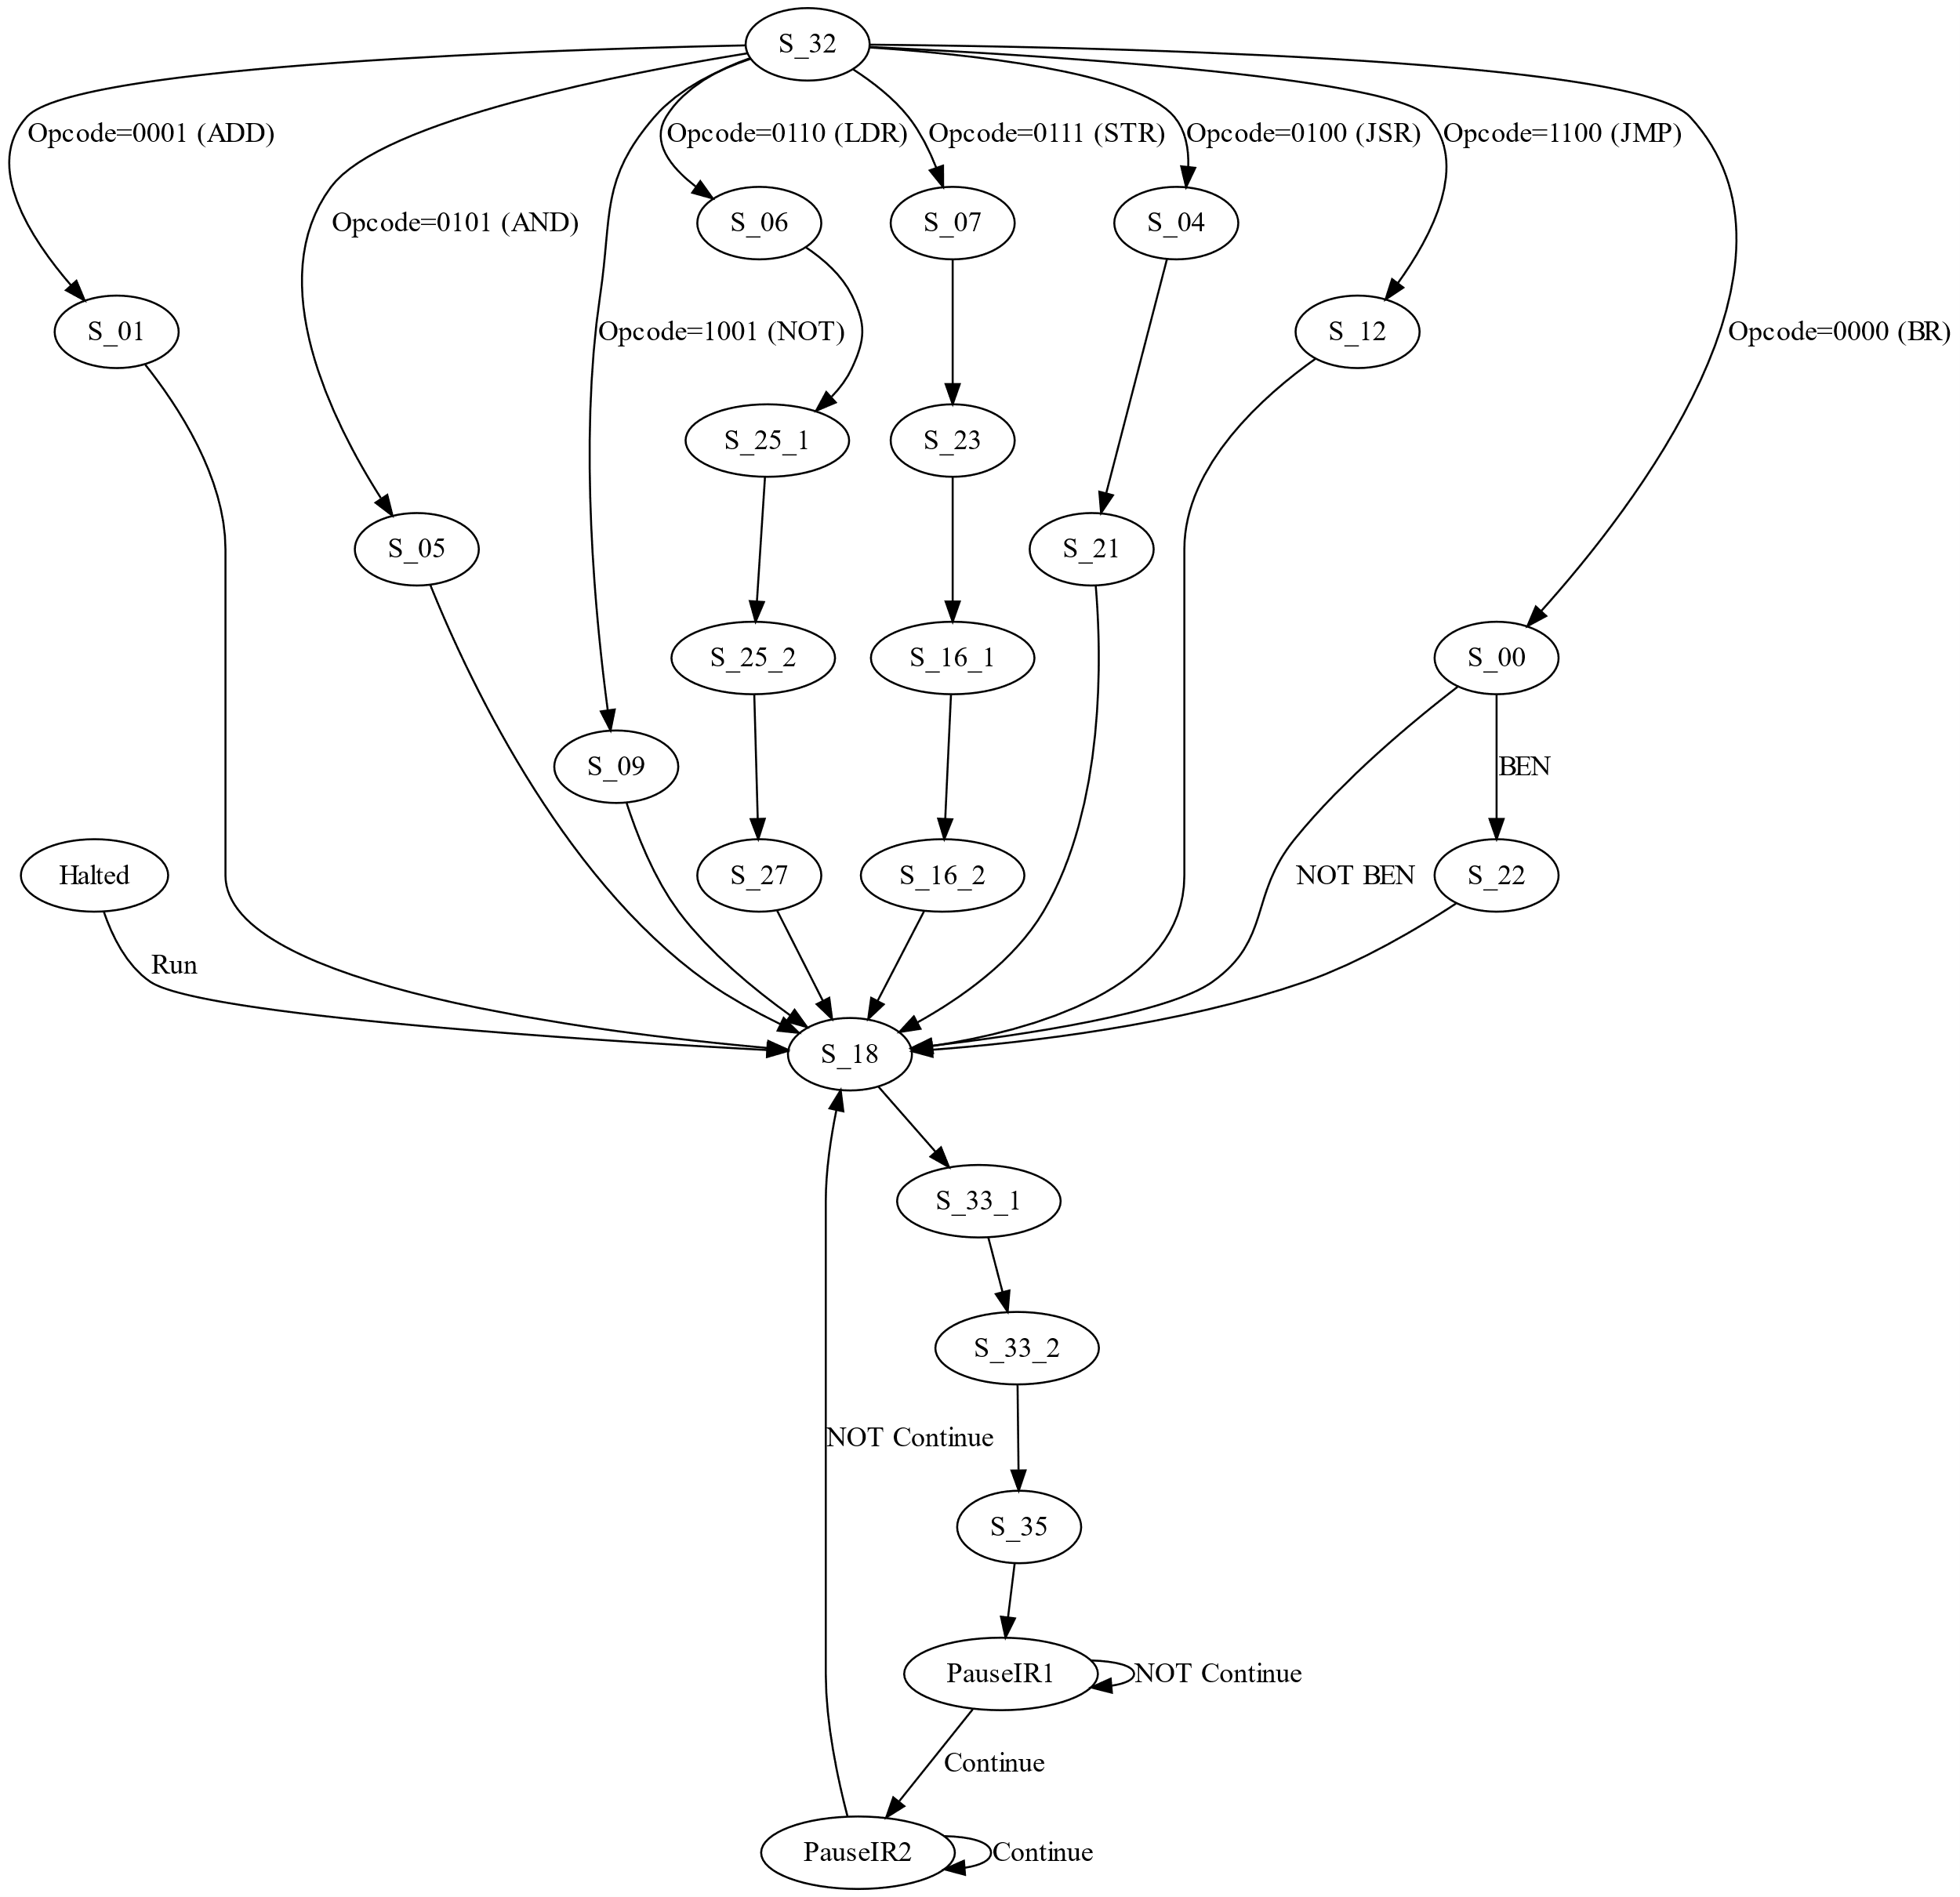 S_32
Opcode=0001 (ADD)
Opcode=0110 (LDR)
Opcode=0111 (STR)
Opcode=0100 (JSR)
Opcode=1100 (JMP)
Opcode=0101 (AND)
S_06
S_07
S_04
S_01
Opcode=1001 (NOT)
S_12
Opcode=0000 (BR)
S_25_1
S_23
S_05
S_21
S_25_2
S_16_1
S_00
S_09
BEN
Halted
S_27
S_16_2
NOT BEN
S_22
Run
S_18
S_33_1
S_33_2
NOT Continue
S_35
PauseIR1
NOT Continue
Continue
PauseIR2
Continue